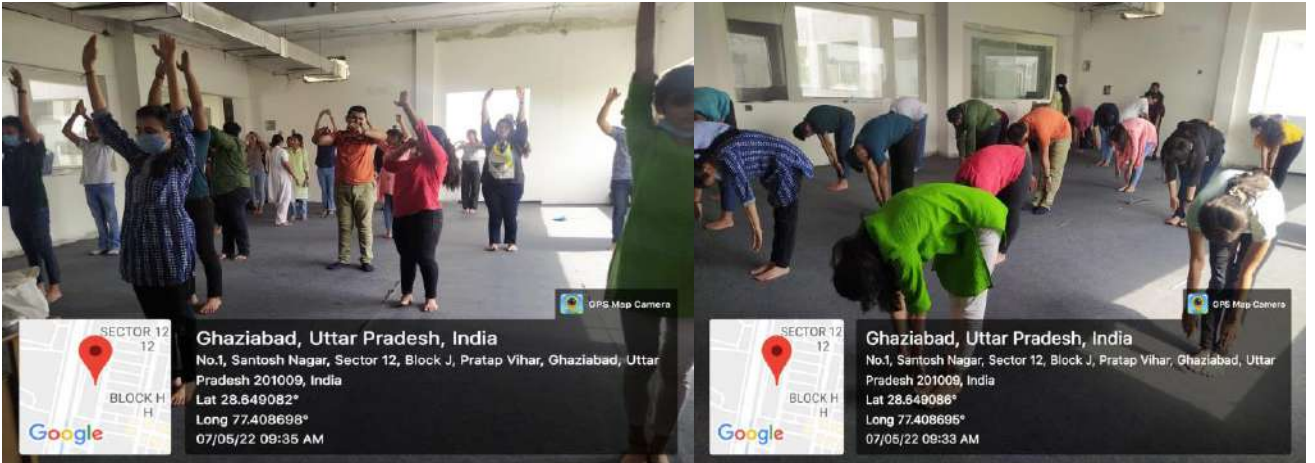 GPS Map Camera
SECTOR 12
12
BLOCK H
H
Google
Ghaziabad, Uttar Pradesh, India
No.1, Santosh Nagar, Sector 12, Block J, Pratap Vihar, Ghaziabad, Uttar
Pradesh 201009, India
Lat 28.649082°
Long 77.408698°
07/05/22 09:35 AM
GPS Map Camera
SECTOR 12
12
BLOCK H
H
Google
Ghaziabad, Uttar Pradesh, India
No.1, Santosh Nagar, Sector 12, Block J, Pratap Vihar, Ghaziabad, Uttar
Pradesh 201009, India
Lat 28.649086°
Long 77.408695°
07/05/22 09:33 AM